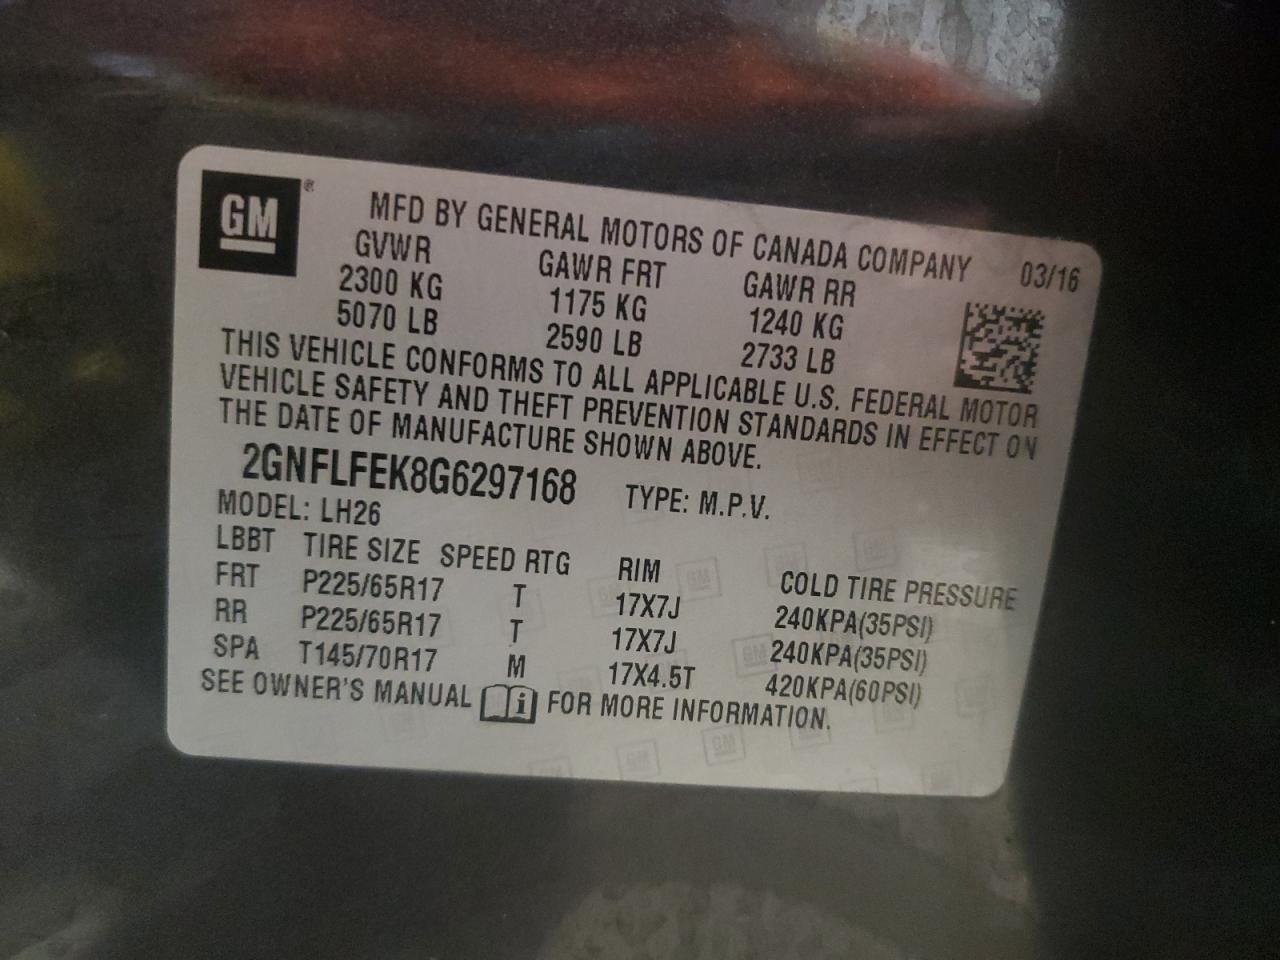 GM ®
MFD BY GENERAL MOTORS OF CANADA COMPANY 03/16
GVWR GAWR FRT GAWR RR
2300 KG 1175 KG 1240 KG
5070 LB 2590 LB 2733 LB
THIS VEHICLE CONFORMS TO ALL APPLICABLE U.S. FEDERAL MOTOR
VEHICLE SAFETY AND THEFT PREVENTION STANDARDS IN EFFECT ON
THE DATE OF MANUFACTURE SHOWN ABOVE.
2GNFLFEK8G6297168 TYPE: M.P.V.
MODEL: LH26
LBBT TIRE SIZE SPEED RTG RIM COLD TIRE PRESSURE
FRT P225/65R17 T 17X7J 240KPA(35PSI)
RR P225/65R17 T 17X7J 240KPA(35PSI)
SPA T145/70R17 M 17X4.5T 420KPA(60PSI)
SEE OWNER'S MANUAL i FOR MORE INFORMATION.